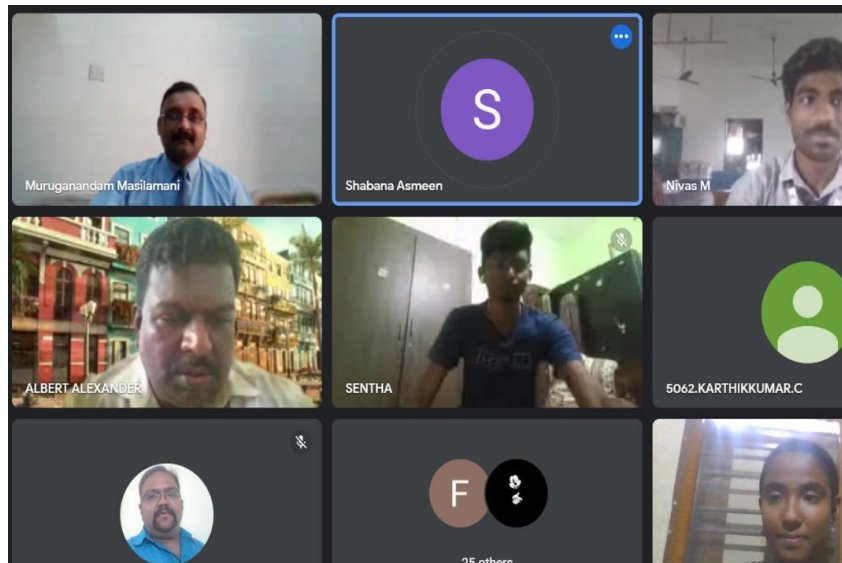 S
Muruganandam Masilamani
Shabana Asmeen
Nivas M
ALBERT ALEXANDER
SENTHA
5062.KARTHIKKUMAR.C
F
25 others